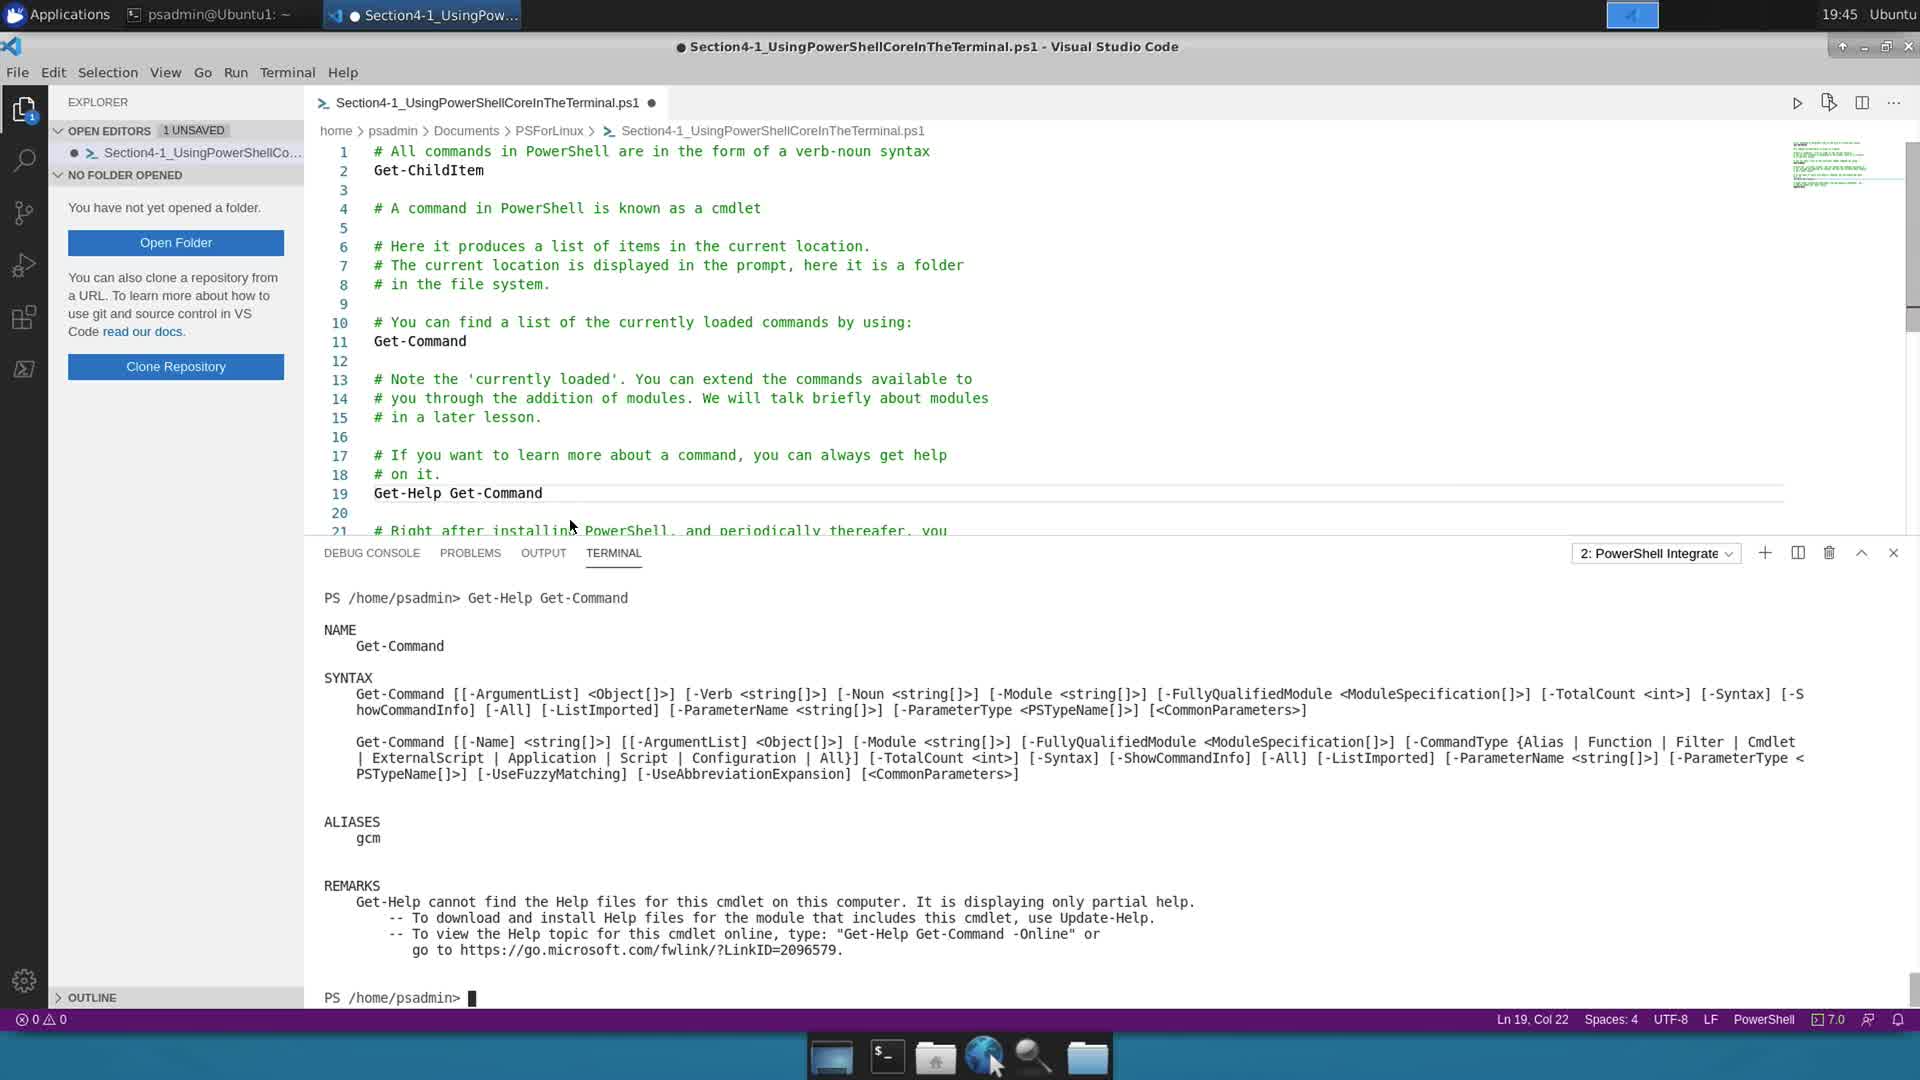 Applications psadmin@Ubuntu1: ~ ● Section4-1_UsingPow... 19:45 Ubuntu
● Section4-1_UsingPowerShellCoreInTheTerminal.ps1 - Visual Studio Code
File Edit Selection View Go Run Terminal Help
EXPLORER
OPEN EDITORS 1 UNSAVED
● Section4-1_UsingPowerShellCo...
NO FOLDER OPENED
You have not yet opened a folder.
Open Folder
You can also clone a repository from
a URL. To learn more about how to
use git and source control in VS
Code read our docs.
Clone Repository
OUTLINE
1
Section4-1_UsingPowerShellCoreInTheTerminal.ps1 ●
home > psadmin > Documents > PSForLinux > Section4-1_UsingPowerShellCoreInTheTerminal.ps1
1 # All commands in PowerShell are in the form of a verb-noun syntax
2 Get-ChildItem
3
4 # A command in PowerShell is known as a cmdlet
5
6 # Here it produces a list of items in the current location.
7 # The current location is displayed in the prompt, here it is a folder
8 # in the file system.
9
10 # You can find a list of the currently loaded commands by using:
11 Get-Command
12
13 # Note the 'currently loaded'. You can extend the commands available to
14 # you through the addition of modules. We will talk briefly about modules
15 # in a later lesson.
16
17 # If you want to learn more about a command, you can always get help
18 # on it.
19 Get-Help Get-Command
20
21 # Right after installing PowerShell, and periodically thereafer, you
DEBUG CONSOLE PROBLEMS OUTPUT TERMINAL 2: PowerShell Integrate
PS /home/psadmin> Get-Help Get-Command
NAME
Get-Command
SYNTAX
Get-Command [[-ArgumentList] <Object[]>] [-Verb <string[]>] [-Noun <string[]>] [-Module <string[]>] [-FullyQualifiedModule <ModuleSpecification[]>] [-TotalCount <int>] [-Syntax] [-S
howCommandInfo] [-All] [-ListImported] [-ParameterName <string[]>] [-ParameterType <PSTypeName[]>] [<CommonParameters>]
Get-Command [[-Name] <string[]>] [[-ArgumentList] <Object[]>] [-Module <string[]>] [-FullyQualifiedModule <ModuleSpecification[]>] [-CommandType {Alias | Function | Filter | Cmdlet
| ExternalScript | Application | Script | Configuration | All}] [-TotalCount <int>] [-Syntax] [-ShowCommandInfo] [-All] [-ListImported] [-ParameterName <string[]>] [-ParameterType <
PSTypeName[]>] [-UseFuzzyMatching] [-UseAbbreviationExpansion] [<CommonParameters>]
ALIASES
gcm
REMARKS
Get-Help cannot find the Help files for this cmdlet on this computer. It is displaying only partial help.
-- To download and install Help files for the module that includes this cmdlet, use Update-Help.
-- To view the Help topic for this cmdlet online, type: "Get-Help Get-Command -Online" or
go to https://go.microsoft.com/fwlink/?LinkID=2096579.
PS /home/psadmin>
0 0 Ln 19, Col 22 Spaces: 4 UTF-8 LF PowerShell 7.0
$_